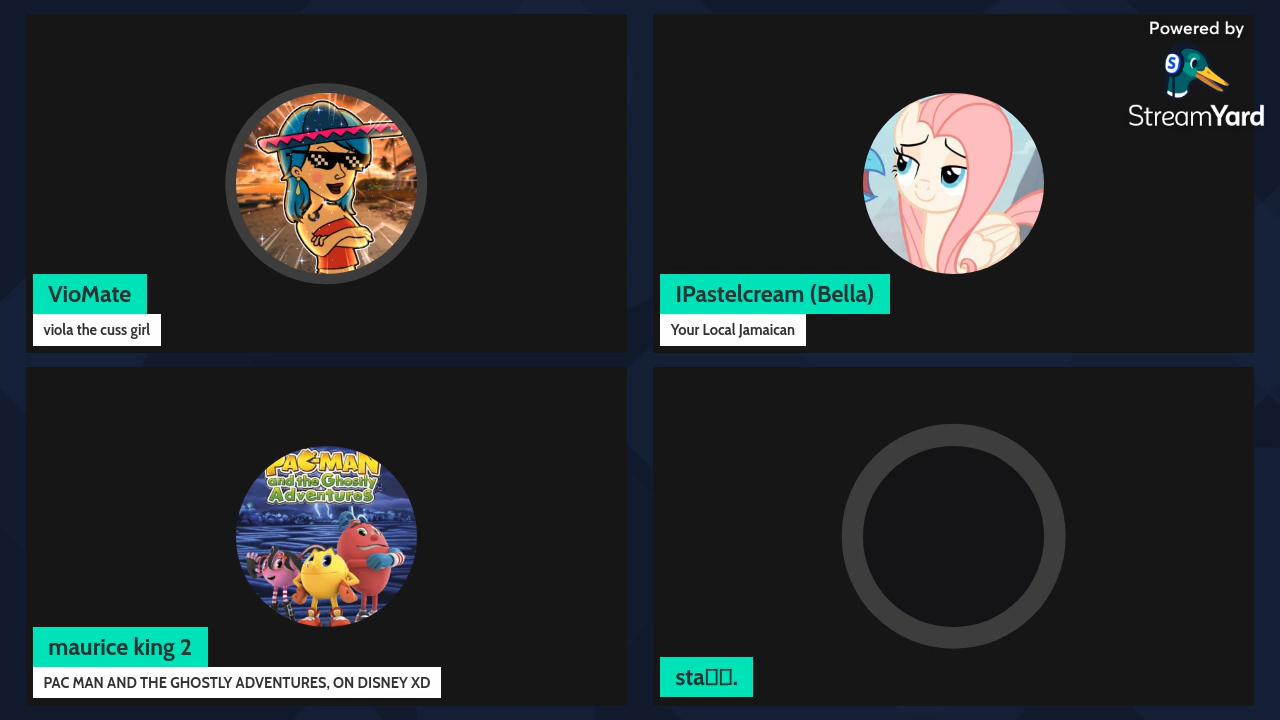 Powered by
StreamYard
VioMate
viola the cuss girl
IPastelcream (Bella)
Your Local Jamaican
PAC-MAN
and the Ghostly
Adventures
maurice king 2
PAC MAN AND THE GHOSTLY ADVENTURES, ON DISNEY XD
sta▯▯.